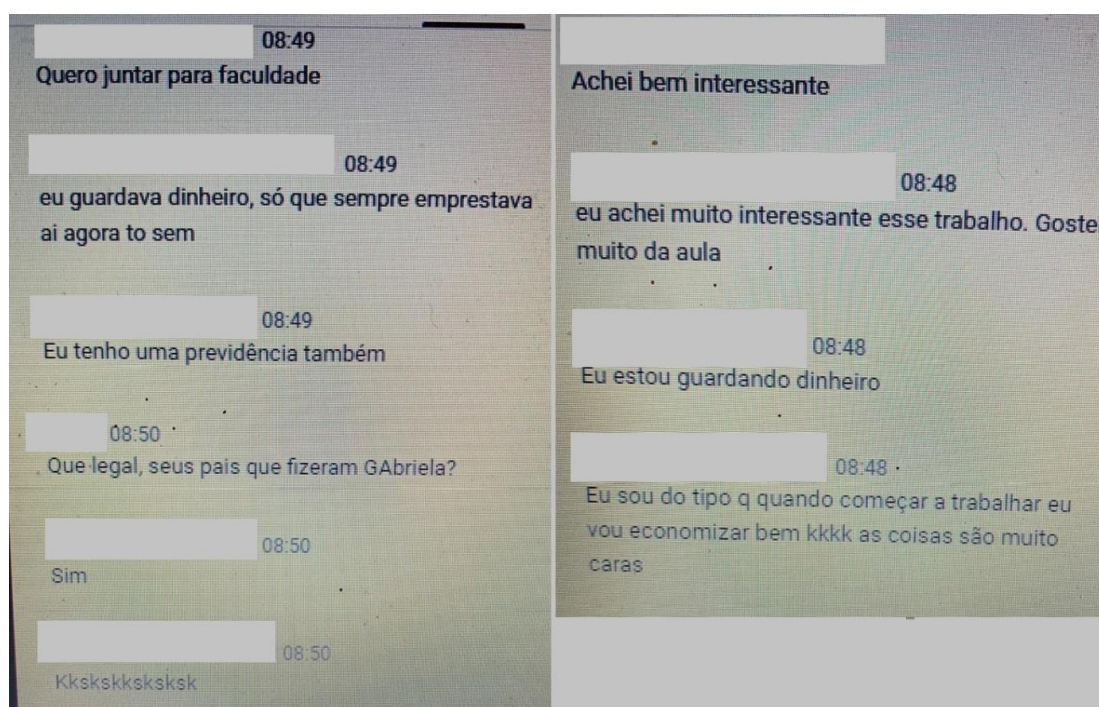 08:49
Quero juntar para faculdade
08:49
eu guardava dinheiro, só que sempre emprestava
ai agora to sem
08:49
Eu tenho uma previdência também
08:50
Que legal, seus pais que fizeram GAbriela?
08:50
Sim
08:50
Kkskskkskskssk
Achei bem interessante
08:48
eu achei muito interessante esse trabalho. Goste
muito da aula
08:48
Eu estou guardando dinheiro
08:48
Eu sou do tipo q quando começar a trabalhar eu
vou economizar bem kkkk as coisas são muito
caras